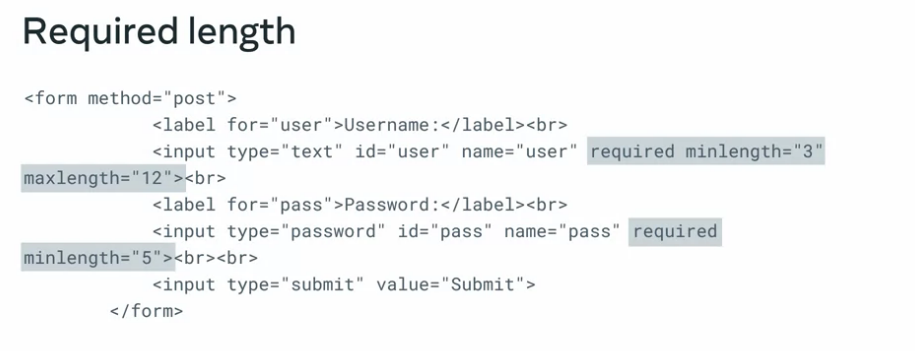 Required length
<form method="post">
<label for="user">Username:</label><br>
<input type="text" id="user" name="user" required minlength="3"
maxlength="12"><br>
<label for="pass">Password:</label><br>
<input type="password" id="pass" name="pass" required
minlength="5"><br><br>
<input type="submit" value="Submit">
</form>